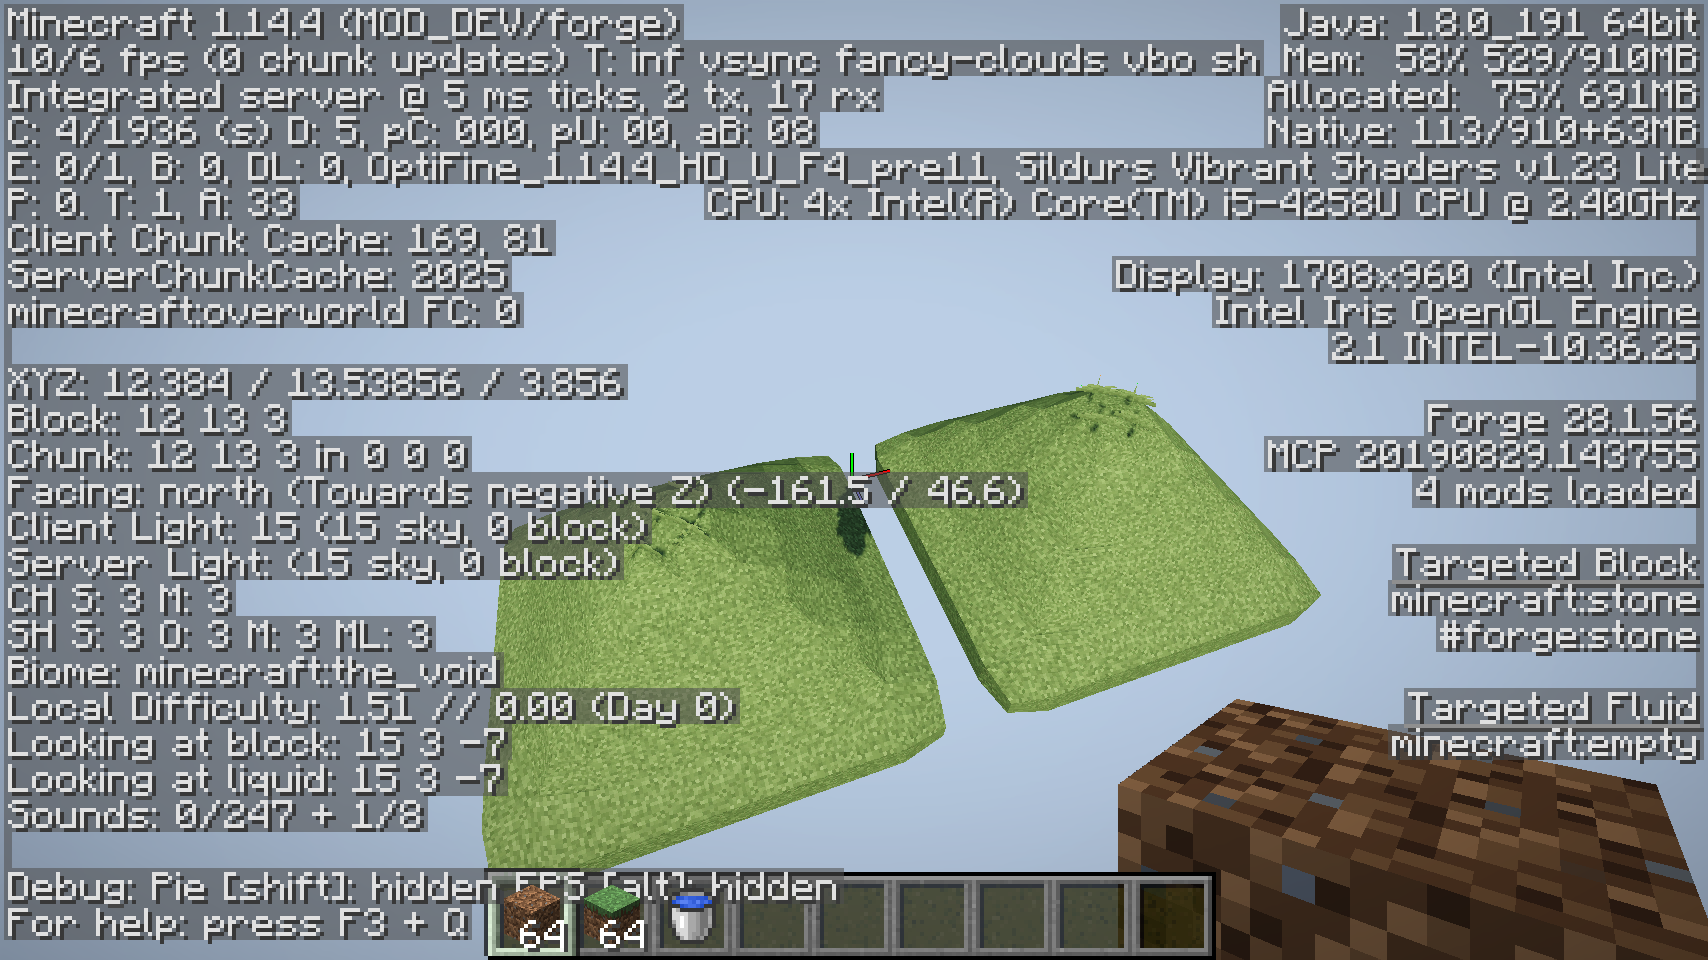 Minecraft 1.14.4 (MOD_DEV/forge)
10/6 fps (0 chunk updates) T: inf vsync fancy-clouds vbo sh
Integrated server @ 5 ms ticks, 2 tx, 17 rx
C: 4/1936 (s) D: 5, pC: 000, pU: 00, aB: 08
E: 0/1, B: 0, DL: 0, OptiFine_1.14.4_HD_U_F4_pre11, Sildurs Vibrant Shaders v1.23 Lite
P: 0. T: 1, A: 33
Client Chunk Cache: 169, 81
ServerChunkCache: 2025
minecraft:overworld FC: 0
XYZ: 12.384 / 13.53856 / 3.856
Block: 12 13 3
Chunk: 12 13 3 in 0 0 0
Facing: north (Towards negative Z) (-161.5 / 46.6)
Client Light: 15 (15 sky, 0 block)
Server Light: (15 sky, 0 block)
CH S: 3 M: 3
SH S: 3 O: 3 M: 3 ML: 3
Biome: minecraft:the_void
Local Difficulty: 1.51 // 0.00 (Day 0)
Looking at block: 15 3 -7
Looking at liquid: 15 3 -7
Sounds: 0/247 + 1/8
Debug: Pie [shift]: hidden FPS [alt]: hidden
For help: press F3 + Q
Java: 1.8.0_191 64bit
Mem: 58% 529/910MB
Allocated: 75% 691MB
Native: 113/910+63MB
CPU: 4x Intel(R) Core(TM) i5-4258U CPU @ 2.40GHz
Display: 1708x960 (Intel Inc.)
Intel Iris OpenGL Engine
2.1 INTEL-10.36.25
Forge 28.1.56
MCP 20190829.143755
4 mods loaded
Targeted Block
minecraft:stone
#forge:stone
Targeted Fluid
minecraft:empty
64
64